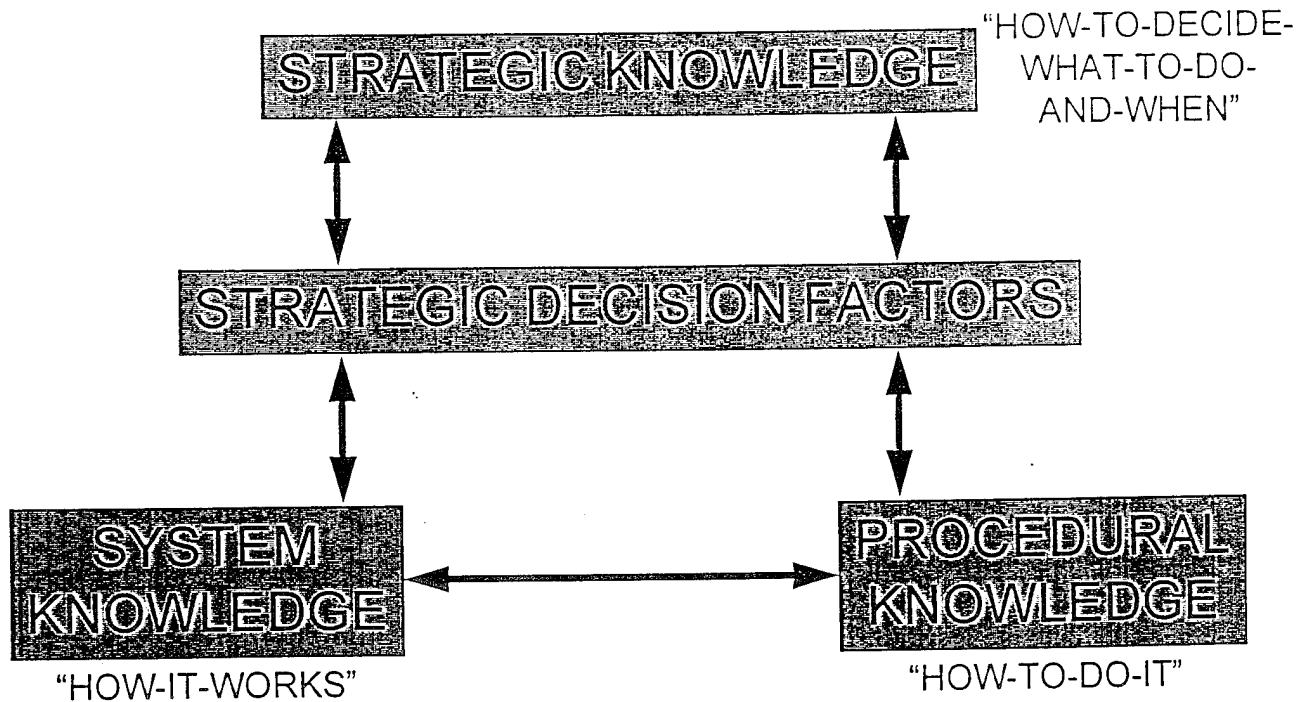 STRATEGIC KNOWLEDGE
“HOW-TO-DECIDE-
WHAT-TO-DO-
AND-WHEN”
STRATEGIC DECISION FACTORS
SYSTEM
KNOWLEDGE
“HOW-IT-WORKS”
PROCEDURAL
KNOWLEDGE
“HOW-TO-DO-IT”